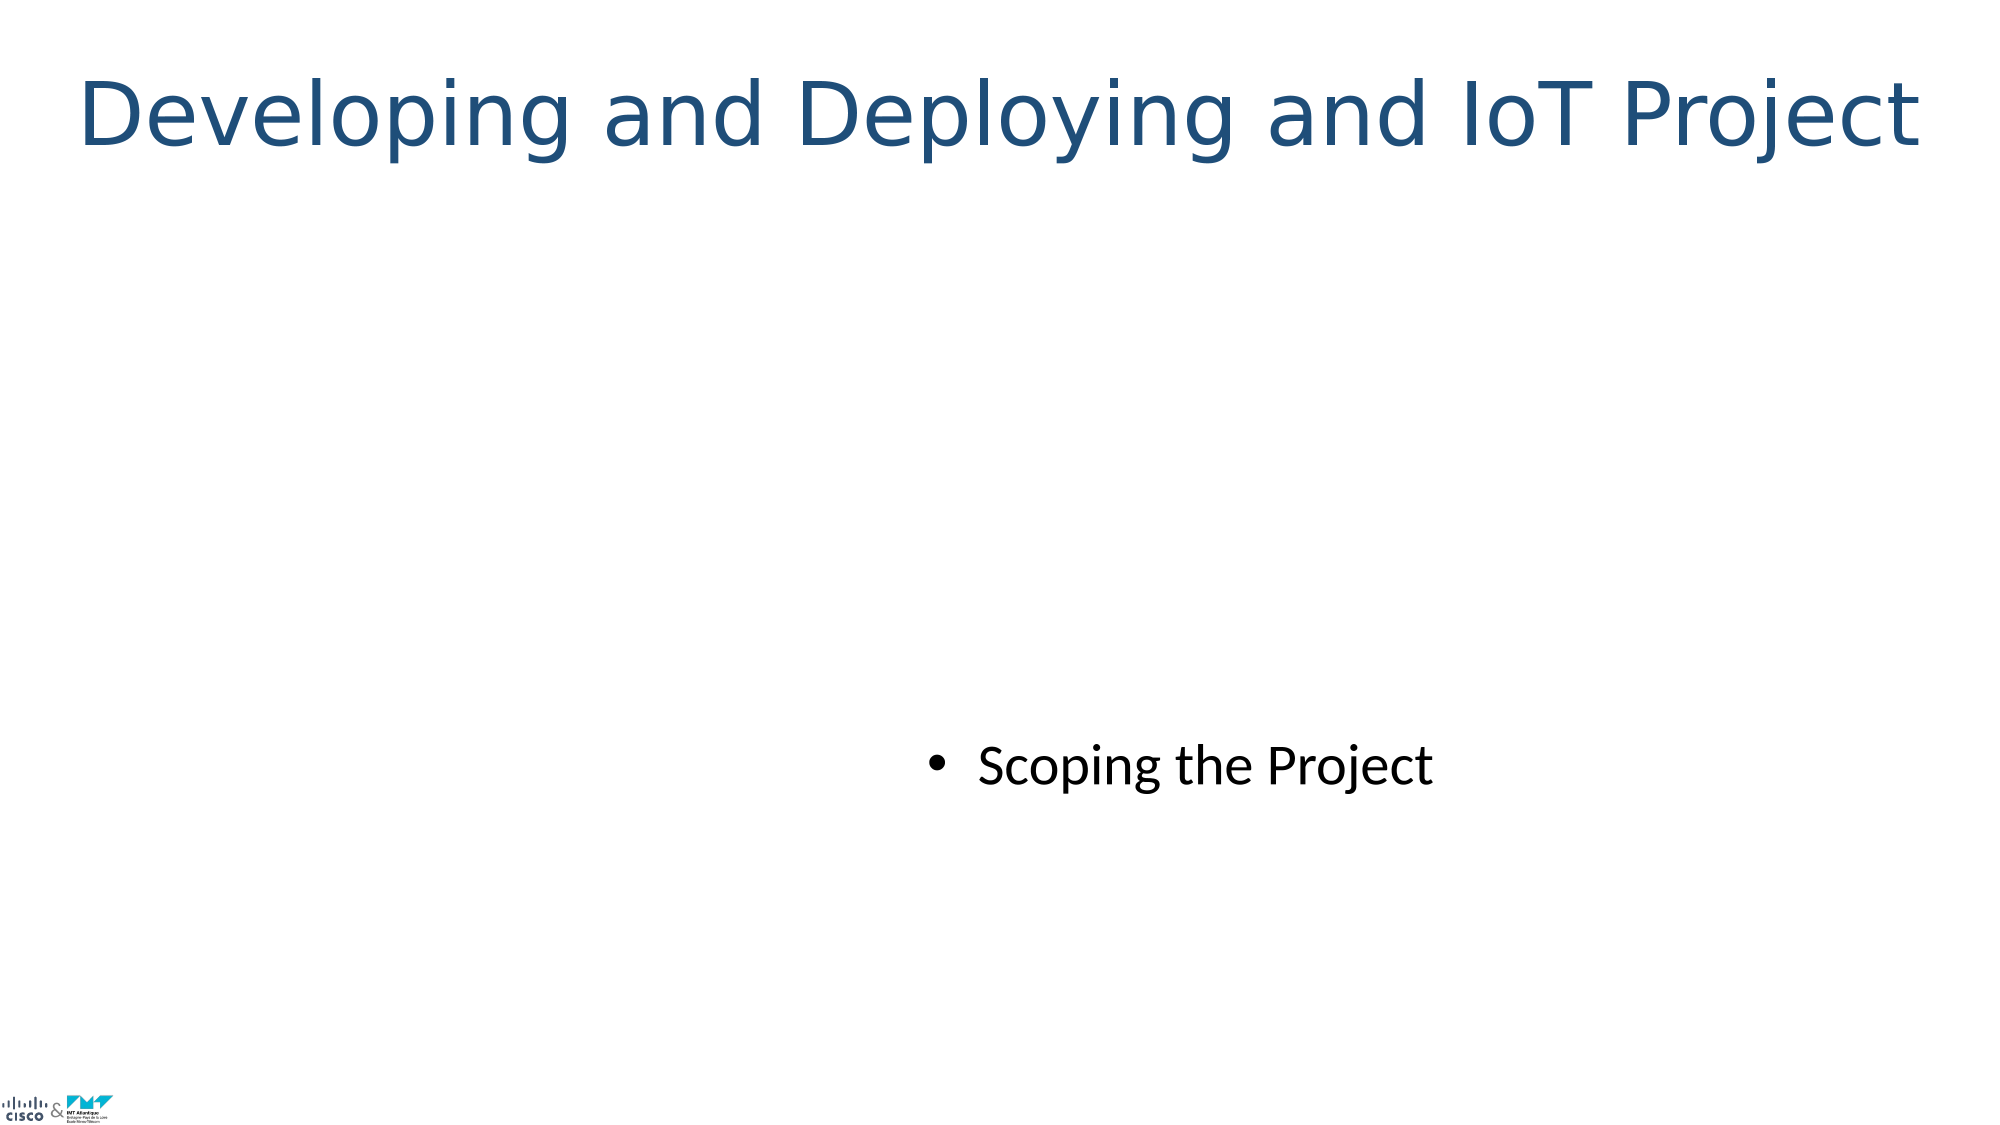 Developing and Deploying and IoT Project
• Scoping the Project
CISCO & IMT Atlantique
Bretagne-Pays de la Loire
École Mines-Télécom